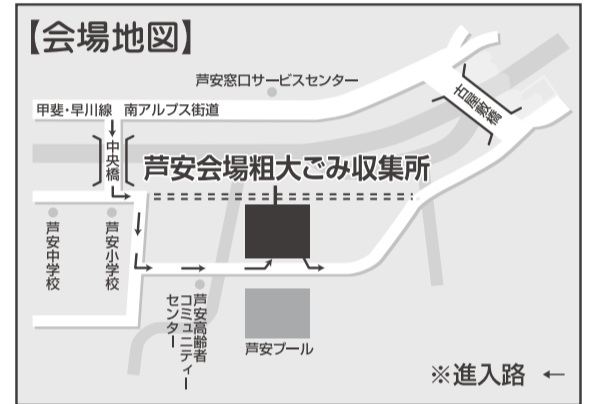 【会場地図】
芦安窓口サービスセンター
甲斐・早川線 南アルプス街道
古屋敷橋
中央橋
芦安会場粗大ごみ収集所
芦安中学校
芦安小学校
芦安高齢者
コミュニティー
センター
芦安プール
※進入路 ←